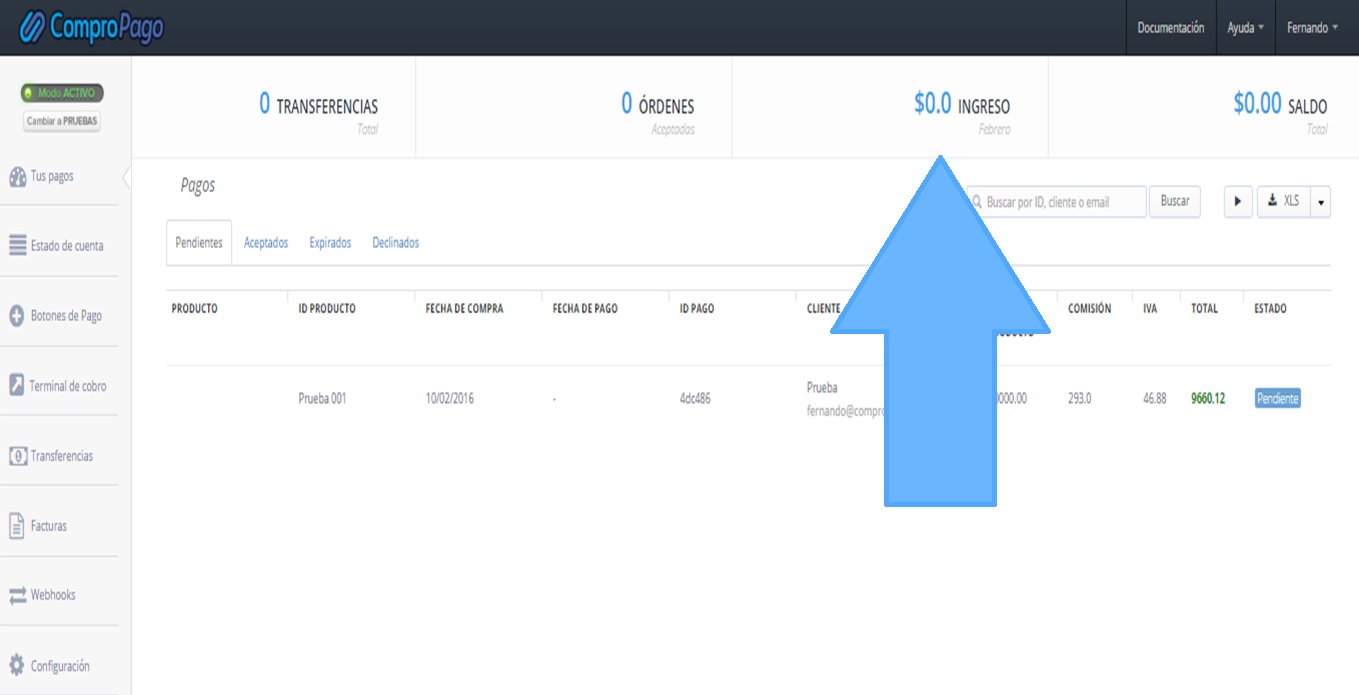 ComproPago
Documentación Ayuda Fernando
Modo ACTIVO
Cambiar a PRUEBAS
0 TRANSFERENCIAS
Total
0 ÓRDENES
Aceptadas
$0.0 INGRESO
Febrero
$0.00 SALDO
Total
Tus pagos
Estado de cuenta
Botones de Pago
Terminal de cobro
Transferencias
Facturas
Webhooks
Configuración
Pagos
Buscar por ID, cliente o email Buscar XLS
Pendientes Aceptados Expirados Declinados
PRODUCTO ID PRODUCTO FECHA DE COMPRA FECHA DE PAGO ID PAGO CLIENTE COMISIÓN IVA TOTAL ESTADO
Prueba 001 10/02/2016 - 4dc486 Prueba 000.00 293.0 46.88 9660.12 Pendiente
fernando@compro